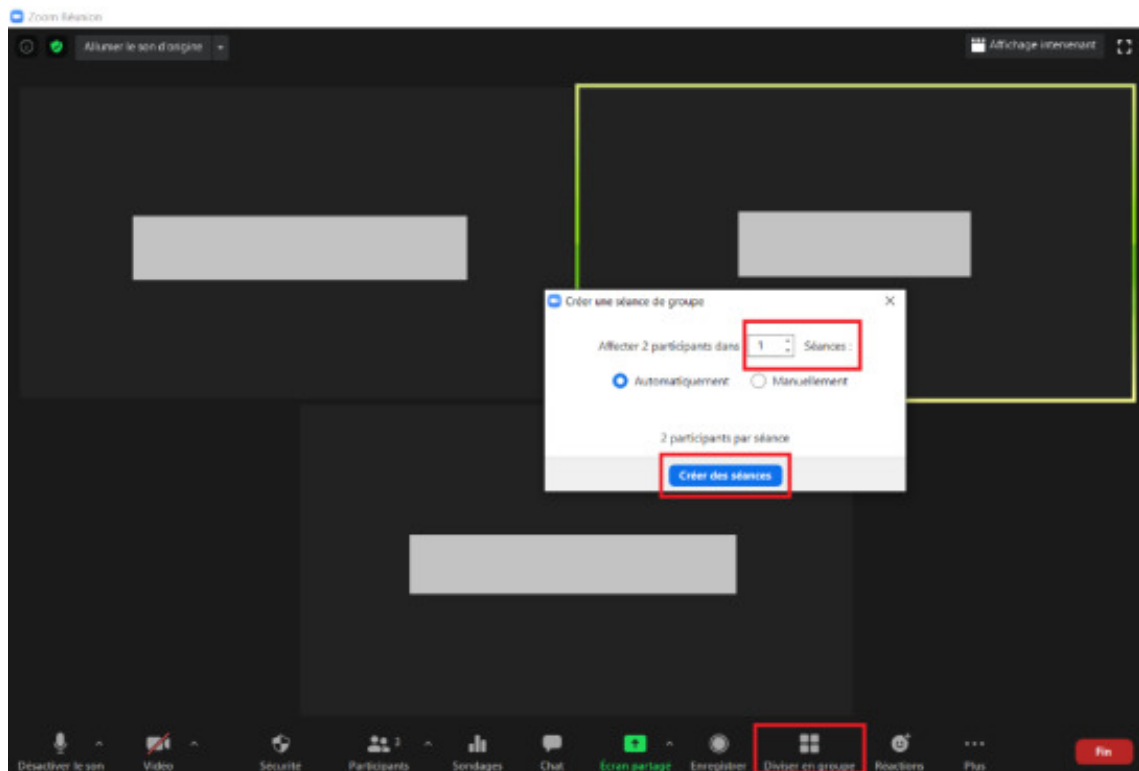 Zoom Réunion
Allumer le son d'origine
Affichage intervenant
Créer une séance de groupe
Affecter 2 participants dans 1 Séances :
Automatiquement Manuellement
2 participants par séance
Créer des séances
Désactiver le son Vidéo Sécurité Participants 3 Sondages Chat Écran partagé Enregistrer Diviser en groupe Réactions Plus Fin